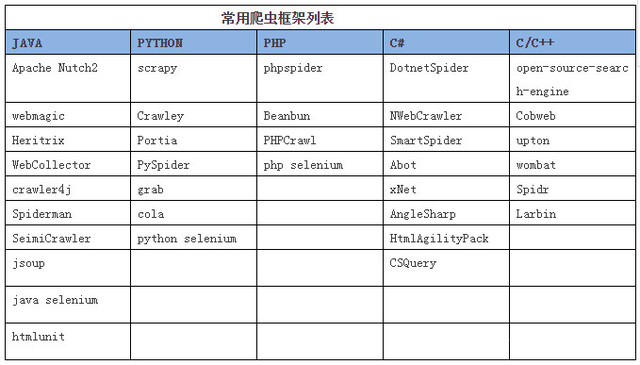 常用爬虫框架列表
JAVA PYTHON PHP C# C/C++
Apache Nutch2 scrapy phpspider DotnetSpider open-source-searc
h-engine
webmagic Crawley Beanbun NWebCrawler Cobweb
Heritrix Portia PHPCrawl SmartSpider upton
WebCollector PySpider php selenium Abot wombat
crawler4j grab xNet Spidr
Spiderman cola AngleSharp Larbin
SeimiCrawler python selenium HtmlAgilityPack
jsoup CSQuery
java selenium
htmlunit